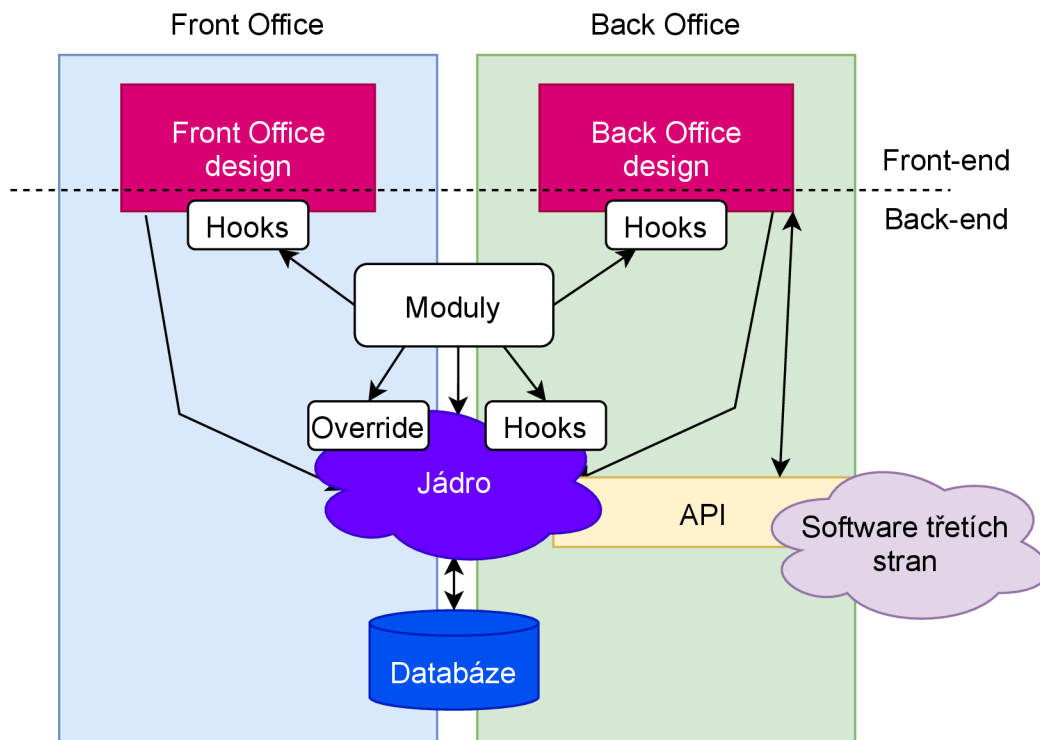 Front Office
Back Office
Front Office
design
Back Office
design
Front-end
Back-end
Hooks
Hooks
Moduly
Override
Hooks
Jádro
API
Software třetích
stran
Databáze